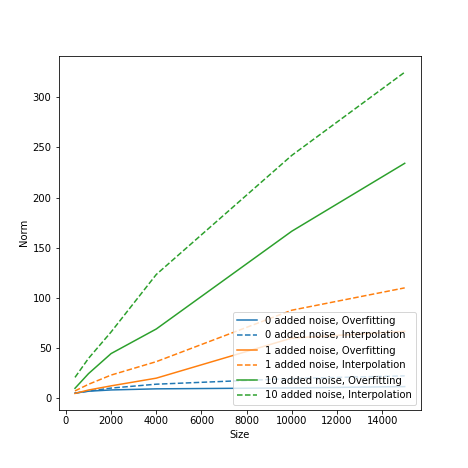 300
250
200
150
100
50
0
Norm
0 added noise, Overfitting
0 added noise, Interpolation
1 added noise, Overfitting
1 added noise, Interpolation
10 added noise, Overfitting
10 added noise, Interpolation
0 2000 4000 6000 8000 10000 12000 14000
Size